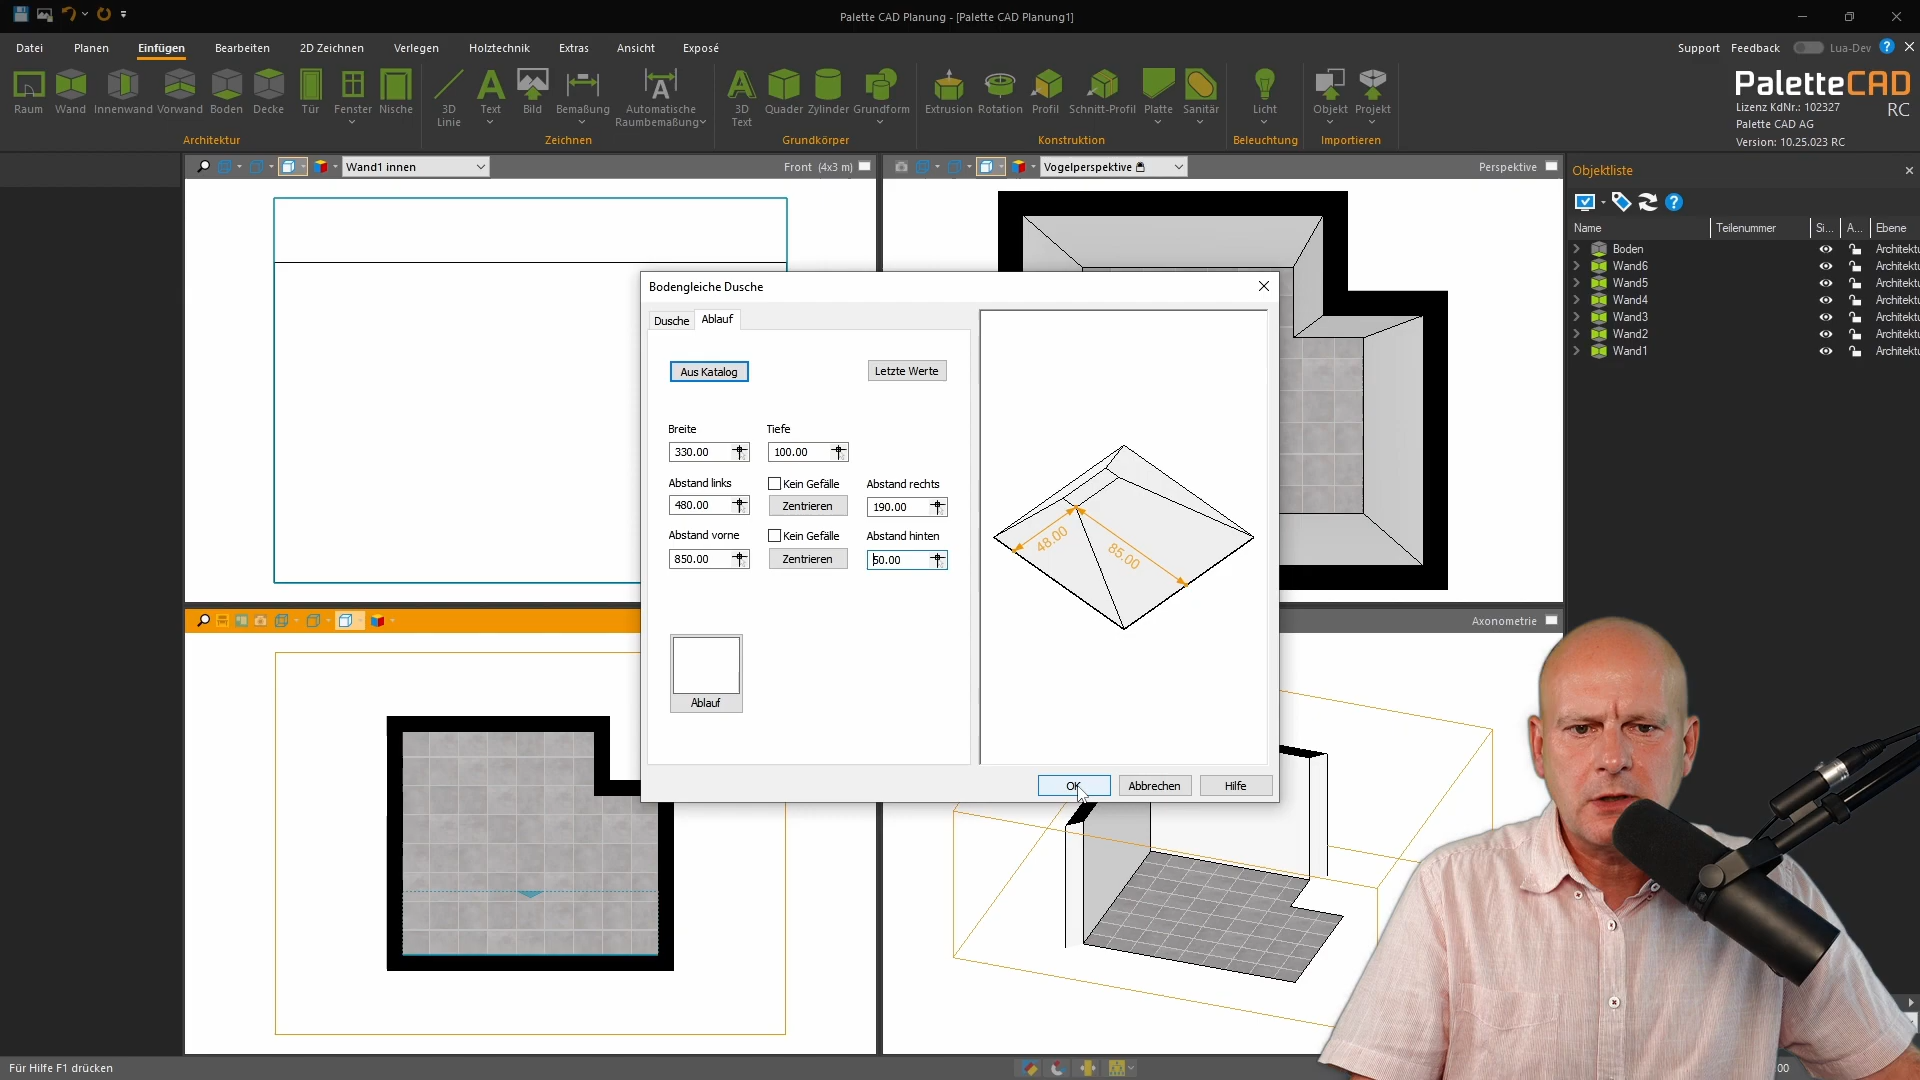 Palette CAD Planung - [Palette CAD Planung1]
Datei Planen Einfügen Bearbeiten 2D Zeichnen Verlegen Holztechnik Extras Ansicht Exposé
Support Feedback Lua-Dev
Raum Wand Innenwand Vorwand Boden Decke Tür Fenster Nische
3D Linie Text Bild Bemaßung Automatische Raumbemaßung
3D Text Quader Zylinder Grundform
Extrusion Rotation Profil Schnitt-Profil Platte Sanitär
Licht Objekt Projekt
Architektur Zeichnen Grundkörper Konstruktion Beleuchtung Importieren
PaletteCAD
RC
Lizenz KdNr.: 102327
Palette CAD AG
Version: 10.25.023 RC
Wand1 innen
Front (4x3 m)
Vogelperspektive
Perspektive
Objektliste
Name Teilenummer Si... A... Ebene
Boden Architektu
Wand6 Architektu
Wand5 Architektu
Wand4 Architektu
Wand3 Architektu
Wand2 Architektu
Wand1 Architektu
Bodengleiche Dusche
Dusche Ablauf
Aus Katalog Letzte Werte
Breite Tiefe
330.00 100.00
Abstand links Kein Gefälle Abstand rechts
480.00 Zentrieren 190.00
Abstand vorne Kein Gefälle Abstand hinten
850.00 Zentrieren 50.00
Ablauf
48.00
85.00
OK Abbrechen Hilfe
Axonometrie
Für Hilfe F1 drücken